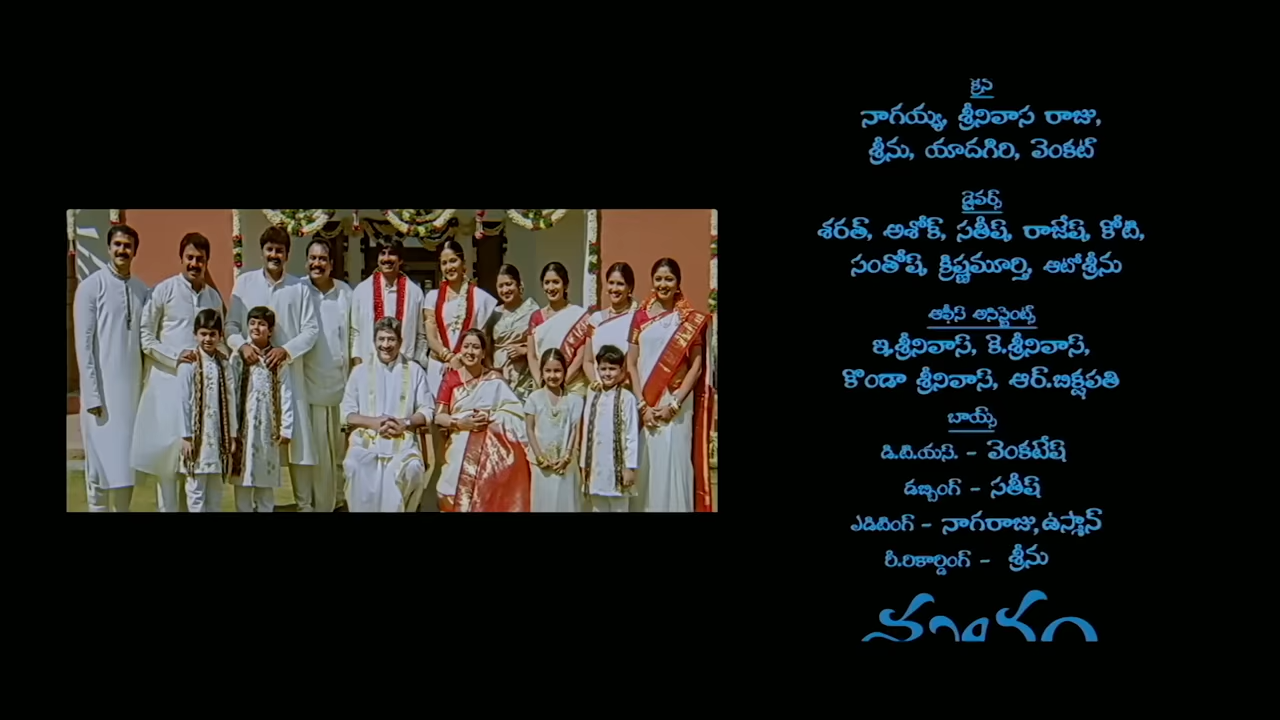 క్రేన్
నాగయ్య, శ్రీనివాస రాజు,
శ్రీను, యాదగిరి, వెంకట్
డ్రైవర్స్
శరత్, అశోక్, సతీష్, రాజేష్, కోటి,
సంతోష్, క్రిష్ణమూర్తి, ఆటోశ్రీను
ఆఫీస్ అసిస్టెంట్స్
ఇ.శ్రీనివాస్, కె.శ్రీనివాస్,
కొండా శ్రీనివాస్, ఆర్.బిక్షపతి
బాయ్స్
డి.టి.యస్. - వెంకటేష్
డబ్బింగ్ - సతీష్
ఎడిటింగ్ - నాగరాజు,ఉస్మాన్
రీ.రికార్డింగ్ - శ్రీను